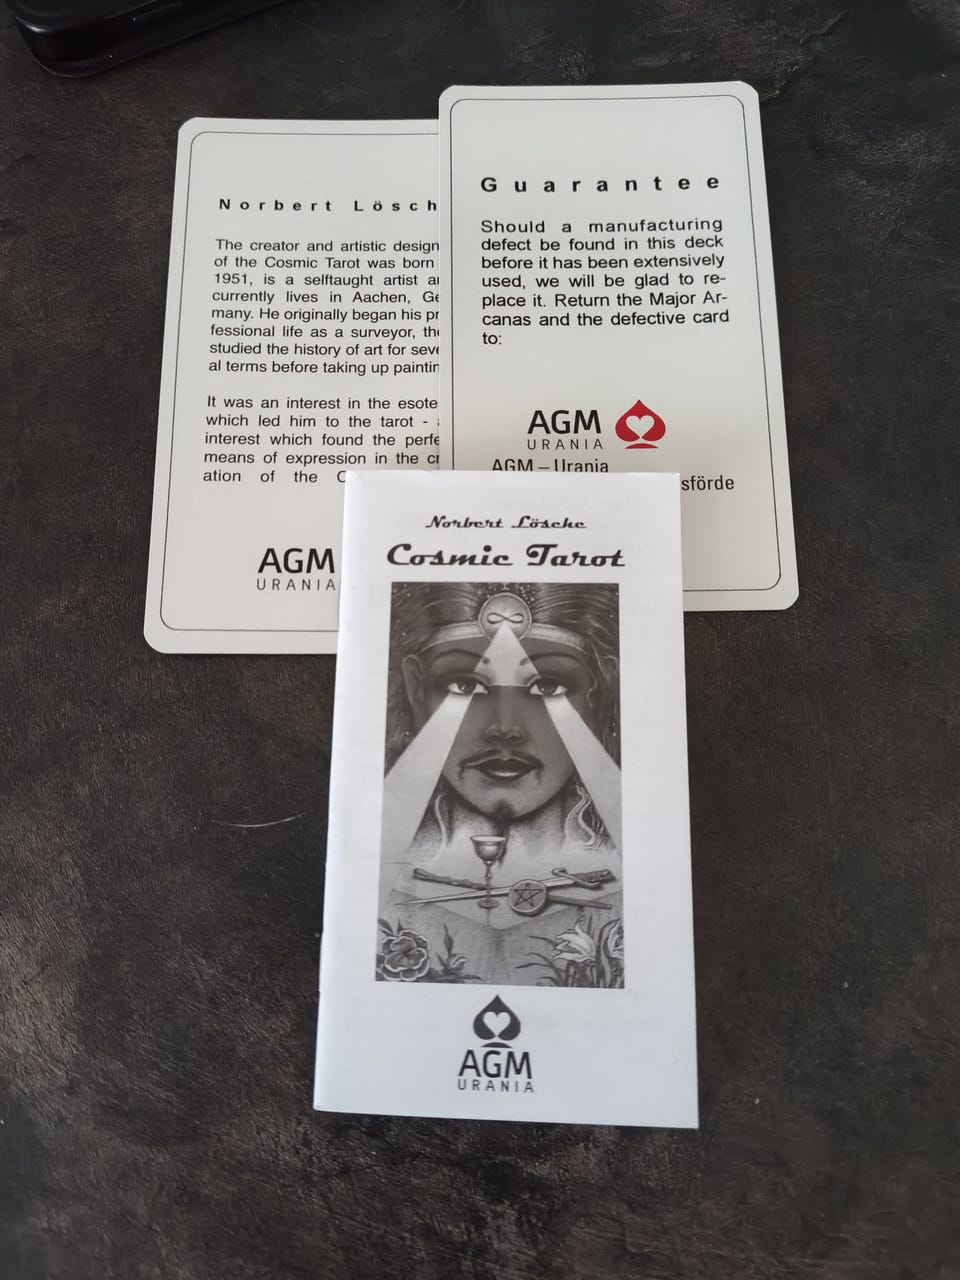 Norbert Lösch
The creator and artistic design
of the Cosmic Tarot was born
1951, is a selftaught artist
currently lives in Aachen, Ge
many. He originally began his pr
fessional life as a surveyor, the
studied the history of art for seve
al terms before taking up paintin
It was an interest in the esote
which led him to the tarot -
interest which found the perfe
means of expression in the cr
ation of the
AGM
URANIA
Guarantee
Should a manufacturing
defect be found in this deck
before it has been extensively
used, we will be glad to re-
place it. Return the Major Ar-
canas and the defective card
to:
AGM
URANIA
AGM – Urania
sförde
Norbert Lösche
Cosmic Tarot
AGM
URANIA